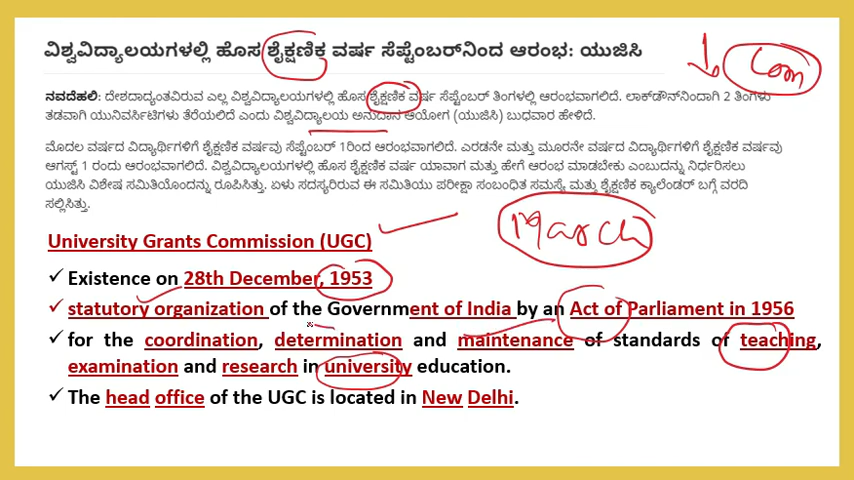 ವಿಶ್ವವಿದ್ಯಾಲಯಗಳಲ್ಲಿ ಹೊಸ ಶೈಕ್ಷಣಿಕ ವರ್ಷ ಸೆಪ್ಟೆಂಬರ್‌ನಿಂದ ಆರಂಭ: ಯುಜಿಸಿ
ನವದೆಹಲಿ: ದೇಶದಾದ್ಯಂತವಿರುವ ಎಲ್ಲ ವಿಶ್ವವಿದ್ಯಾಲಯಗಳಲ್ಲಿ ಹೊಸ ಶೈಕ್ಷಣಿಕ ವರ್ಷ ಸೆಪ್ಟೆಂಬರ್ ತಿಂಗಳಲ್ಲಿ ಆರಂಭವಾಗಲಿದೆ. ಲಾಕ್‌ಡೌನ್‌ನಿಂದಾಗಿ 2 ತಿಂಗಳು
ತಡವಾಗಿ ಯುನಿವರ್ಸಿಟಿಗಳು ತೆರೆಯಲಿದೆ ಎಂದು ವಿಶ್ವವಿದ್ಯಾಲಯ ಅನುದಾನ ಆಯೋಗ (ಯುಜಿಸಿ) ಬುಧವಾರ ಹೇಳಿದೆ.
ಮೊದಲ ವರ್ಷದ ವಿದ್ಯಾರ್ಥಿಗಳಿಗೆ ಶೈಕ್ಷಣಿಕ ವರ್ಷವು ಸೆಪ್ಟೆಂಬರ್ 1ರಿಂದ ಆರಂಭವಾಗಲಿದೆ. ಎರಡನೇ ಮತ್ತು ಮೂರನೇ ವರ್ಷದ ವಿದ್ಯಾರ್ಥಿಗಳಿಗೆ ಶೈಕ್ಷಣಿಕ ವರ್ಷವು
ಆಗಸ್ಟ್ 1 ರಂದು ಆರಂಭವಾಗಲಿದೆ. ವಿಶ್ವವಿದ್ಯಾಲಯಗಳಲ್ಲಿ ಶೈಕ್ಷಣಿಕ ವರ್ಷ ಯಾವಾಗ ಮತ್ತು ಹೇಗೆ ಆರಂಭ ಮಾಡಬೇಕು ಎಂಬುದನ್ನು ನಿರ್ಧರಿಸಲು
ಯುಜಿಸಿ ವಿಶೇಷ ಸಮಿತಿಯೊಂದನ್ನು ರೂಪಿಸಿತ್ತು. ಏಳು ಸದಸ್ಯರಿರುವ ಈ ಸಮಿತಿಯು ಪರೀಕ್ಷಾ ಸಂಬಂಧಿತ ಸಮಸ್ಯೆ ಮತ್ತು ಶೈಕ್ಷಣಿಕ ಕ್ಯಾಲೆಂಡರ್ ಬಗ್ಗೆ ವರದಿ
ಸಲ್ಲಿಸಿತ್ತು.
March
University Grants Commission (UGC)
Existence on 28th December, 1953
statutory organization of the Government of India by an Act of Parliament in 1956
for the coordination, determination and maintenance of standards of teaching,
examination and research in university education.
The head office of the UGC is located in New Delhi.